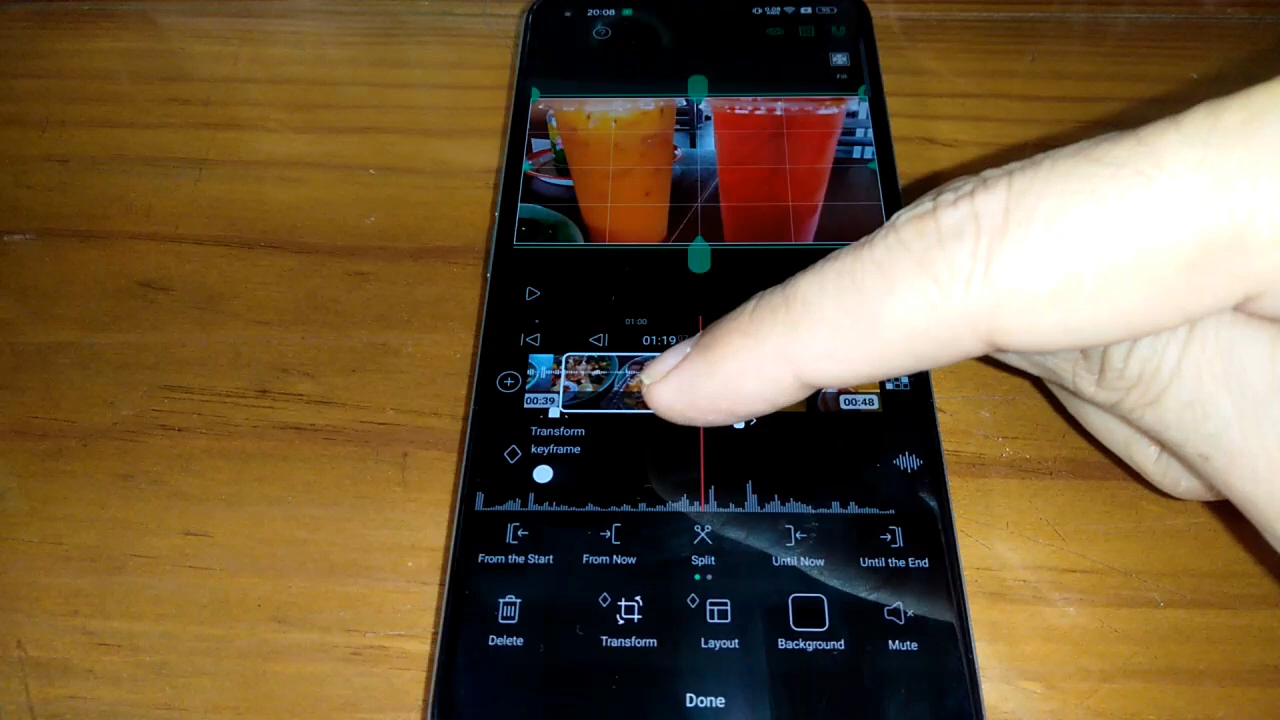 20:08
Fill
01:00
01:19
00:39
00:48
Transform
keyframe
From the Start
From Now
Split
Until Now
Until the End
Delete
Transform
Layout
Background
Mute
Done